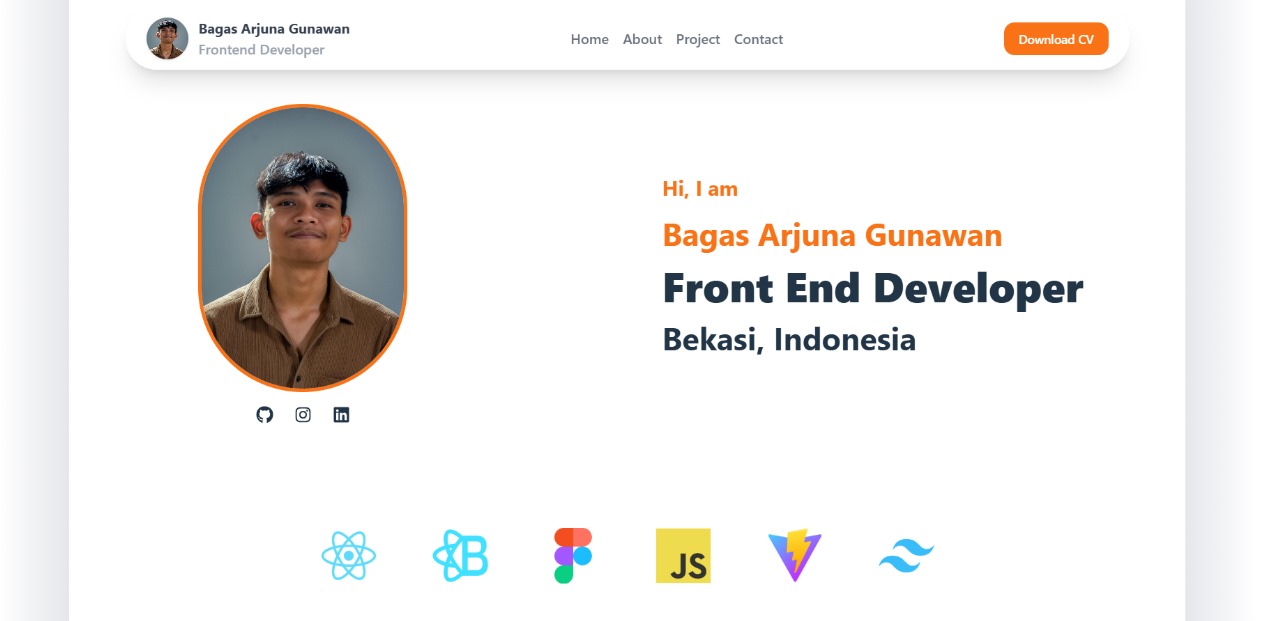 Bagas Arjuna Gunawan
Frontend Developer
Home About Project Contact
Download CV
Hi, I am
Bagas Arjuna Gunawan
Front End Developer
Bekasi, Indonesia
in
B
JS